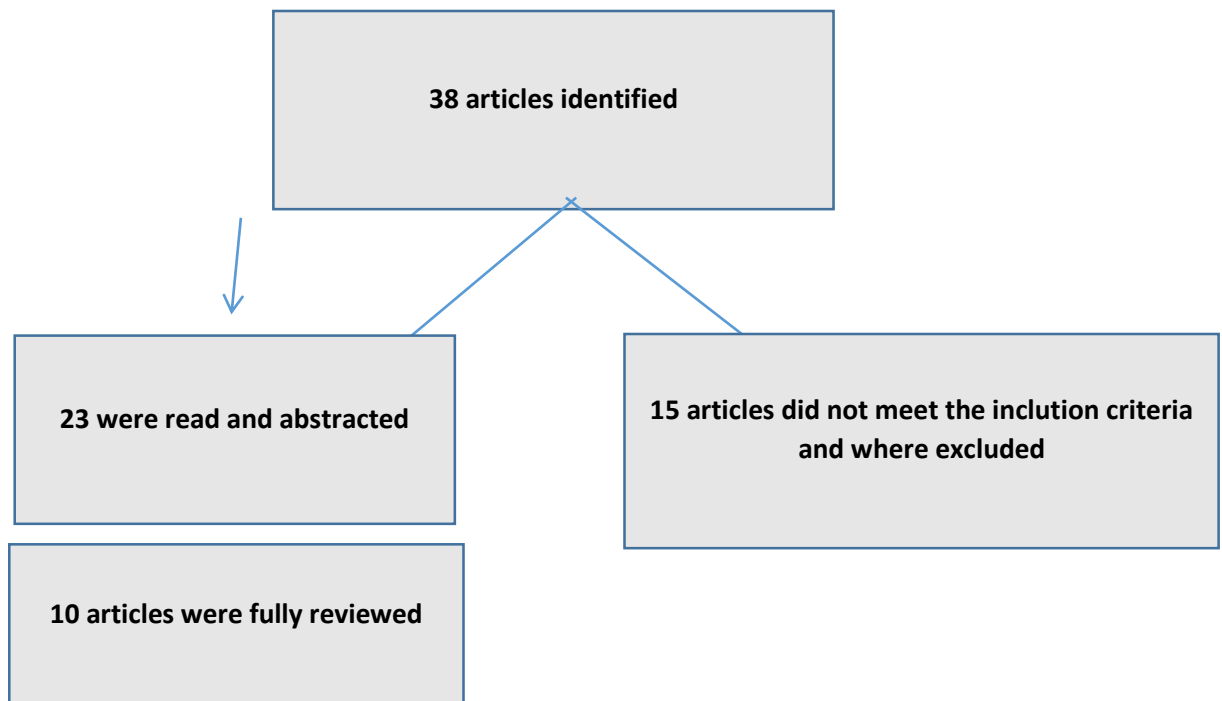 38 articles identified
23 were read and abstracted
15 articles did not meet the inclution criteria
and where excluded
10 articles were fully reviewed